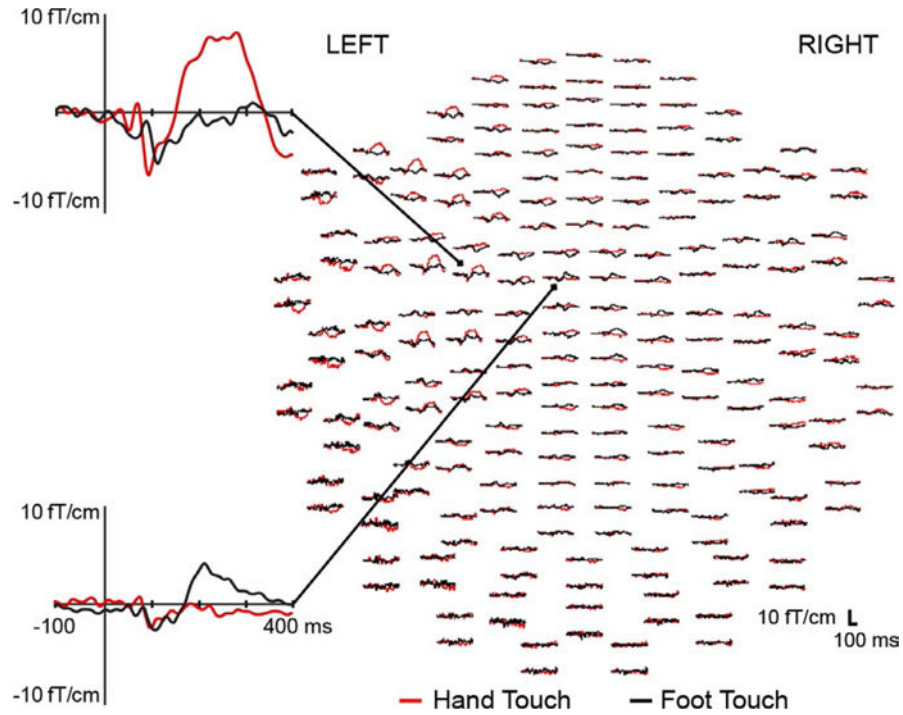 10 fT/cm
LEFT
RIGHT
-10 fT/cm
10 fT/cm
-100
400 ms
10 fT/cm
100 ms
-10 fT/cm
Hand Touch
Foot Touch